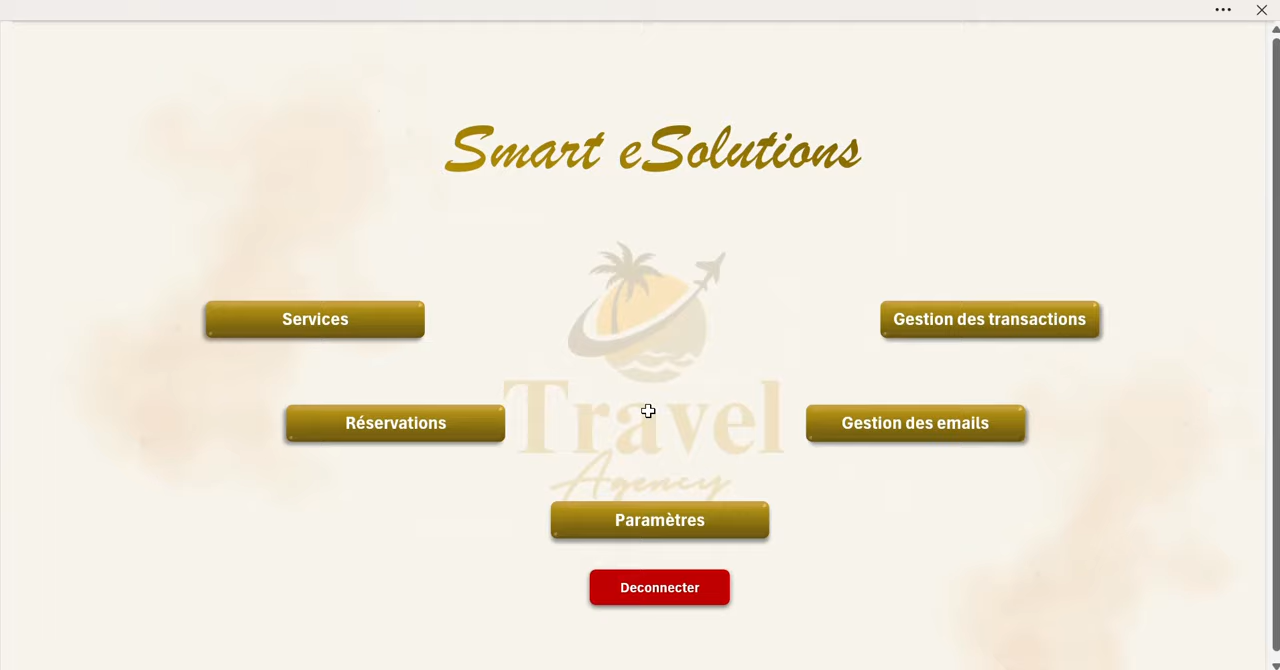 Smart eSolutions
Services
Gestion des transactions
Travel
Réservations
Gestion des emails
Agency
Paramètres
Deconnecter